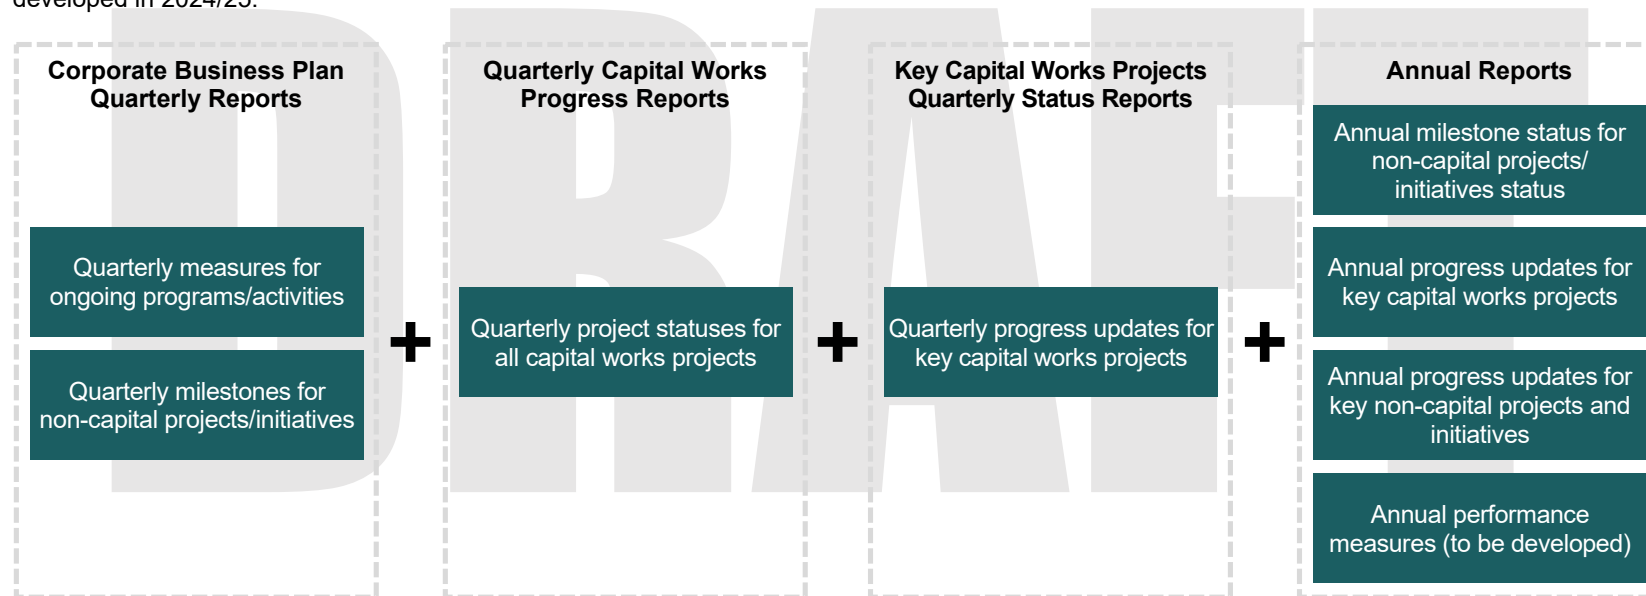 developed in 2024/25.
DRAFT
Corporate Business Plan
Quarterly Reports
Quarterly measures for
ongoing programs/activities
Quarterly milestones for
non-capital projects/initiatives
+
Quarterly Capital Works
Progress Reports
Quarterly project statuses for
all capital works projects
+
Key Capital Works Projects
Quarterly Status Reports
Quarterly progress updates for
key capital works projects
+
Annual Reports
Annual milestone status for
non-capital projects/
initiatives status
Annual progress updates for
key capital works projects
Annual progress updates for
key non-capital projects and
initiatives
Annual performance
measures (to be developed)